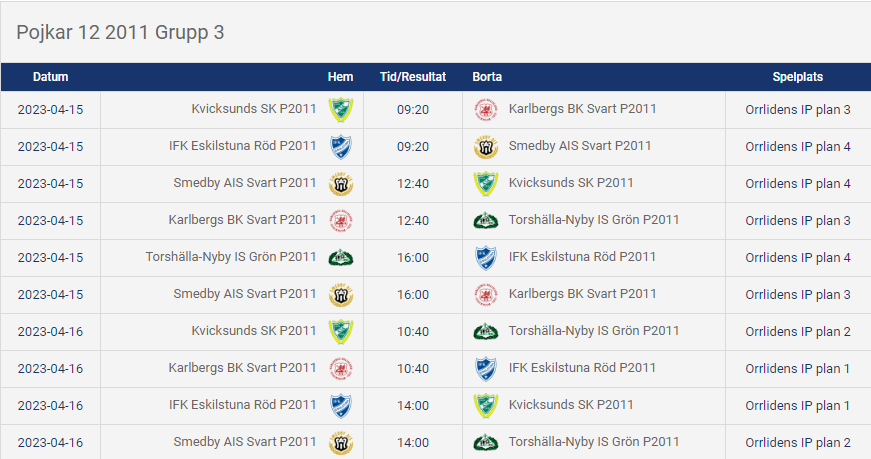 Pojkar 12 2011 Grupp 3
Datum Hem Tid/Resultat Borta Spelplats
2023-04-15 Kvicksunds SK P2011 09:20 Karlbergs BK Svart P2011 Orrlidens IP plan 3
2023-04-15 IFK Eskilstuna Röd P2011 09:20 Smedby AIS Svart P2011 Orrlidens IP plan 4
2023-04-15 Smedby AIS Svart P2011 12:40 Kvicksunds SK P2011 Orrlidens IP plan 4
2023-04-15 Karlbergs BK Svart P2011 12:40 Torshälla-Nyby IS Grön P2011 Orrlidens IP plan 3
2023-04-15 Torshälla-Nyby IS Grön P2011 16:00 IFK Eskilstuna Röd P2011 Orrlidens IP plan 4
2023-04-15 Smedby AIS Svart P2011 16:00 Karlbergs BK Svart P2011 Orrlidens IP plan 3
2023-04-16 Kvicksunds SK P2011 10:40 Torshälla-Nyby IS Grön P2011 Orrlidens IP plan 2
2023-04-16 Karlbergs BK Svart P2011 10:40 IFK Eskilstuna Röd P2011 Orrlidens IP plan 1
2023-04-16 IFK Eskilstuna Röd P2011 14:00 Kvicksunds SK P2011 Orrlidens IP plan 1
2023-04-16 Smedby AIS Svart P2011 14:00 Torshälla-Nyby IS Grön P2011 Orrlidens IP plan 2